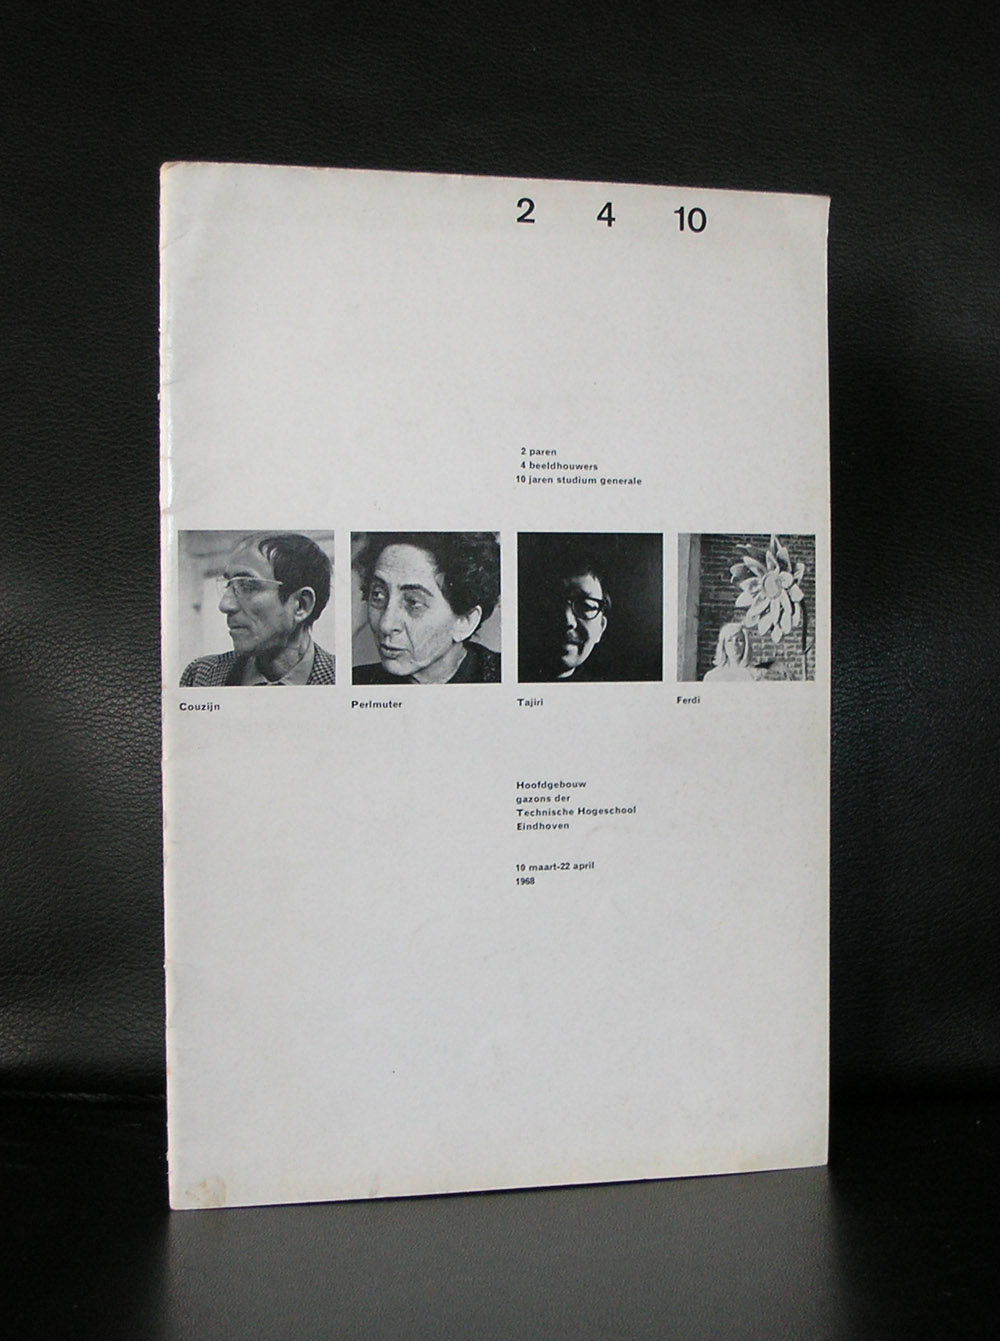 2 4 10
2 paren
4 beeldhouwers
10 jaren studium generale
Couzijn Perlmuter Tajiri Ferdi
Hoofdgebouw
gazons der
Technische Hogeschool
Eindhoven
10 maart-22 april
1968